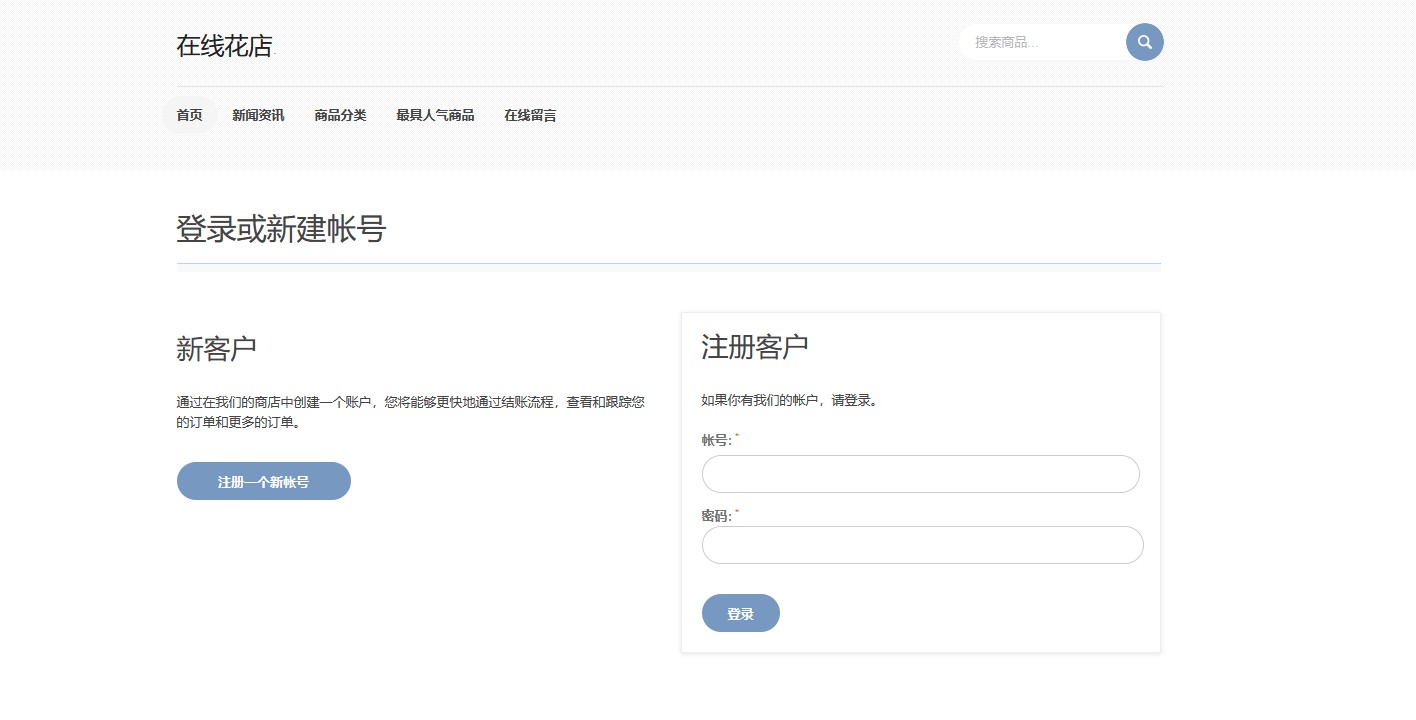 在线花店.
搜索商品...
首页 新闻资讯 商品分类 最具人气商品 在线留言
登录或新建帐号
新客户
通过在我们的商店中创建一个账户，您将能够更快地通过结账流程，查看和跟踪您
的订单和更多的订单。
注册一个新帐号
注册客户
如果你有我们的帐户，请登录。
帐号: *
密码: *
登录